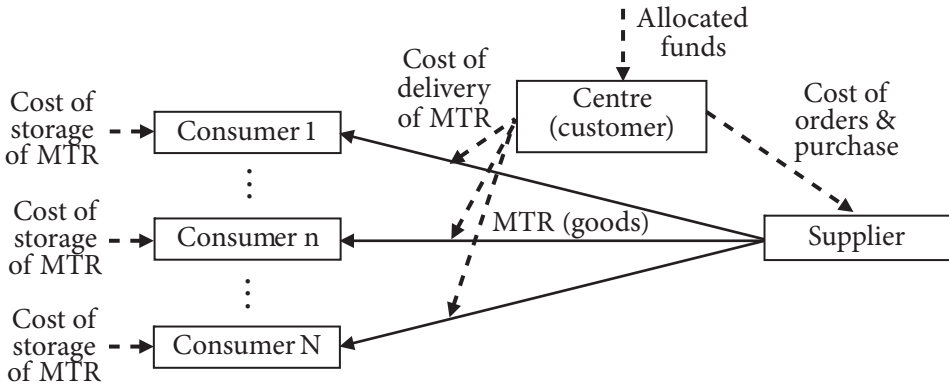 Allocated
funds
Cost of
delivery
of MTR
Centre
(customer)
Cost of
orders &
purchase
Cost of
storage
of MTR
Consumer 1
Cost of
storage
of MTR
Consumer n
MTR (goods)
Supplier
Cost of
storage
of MTR
Consumer N